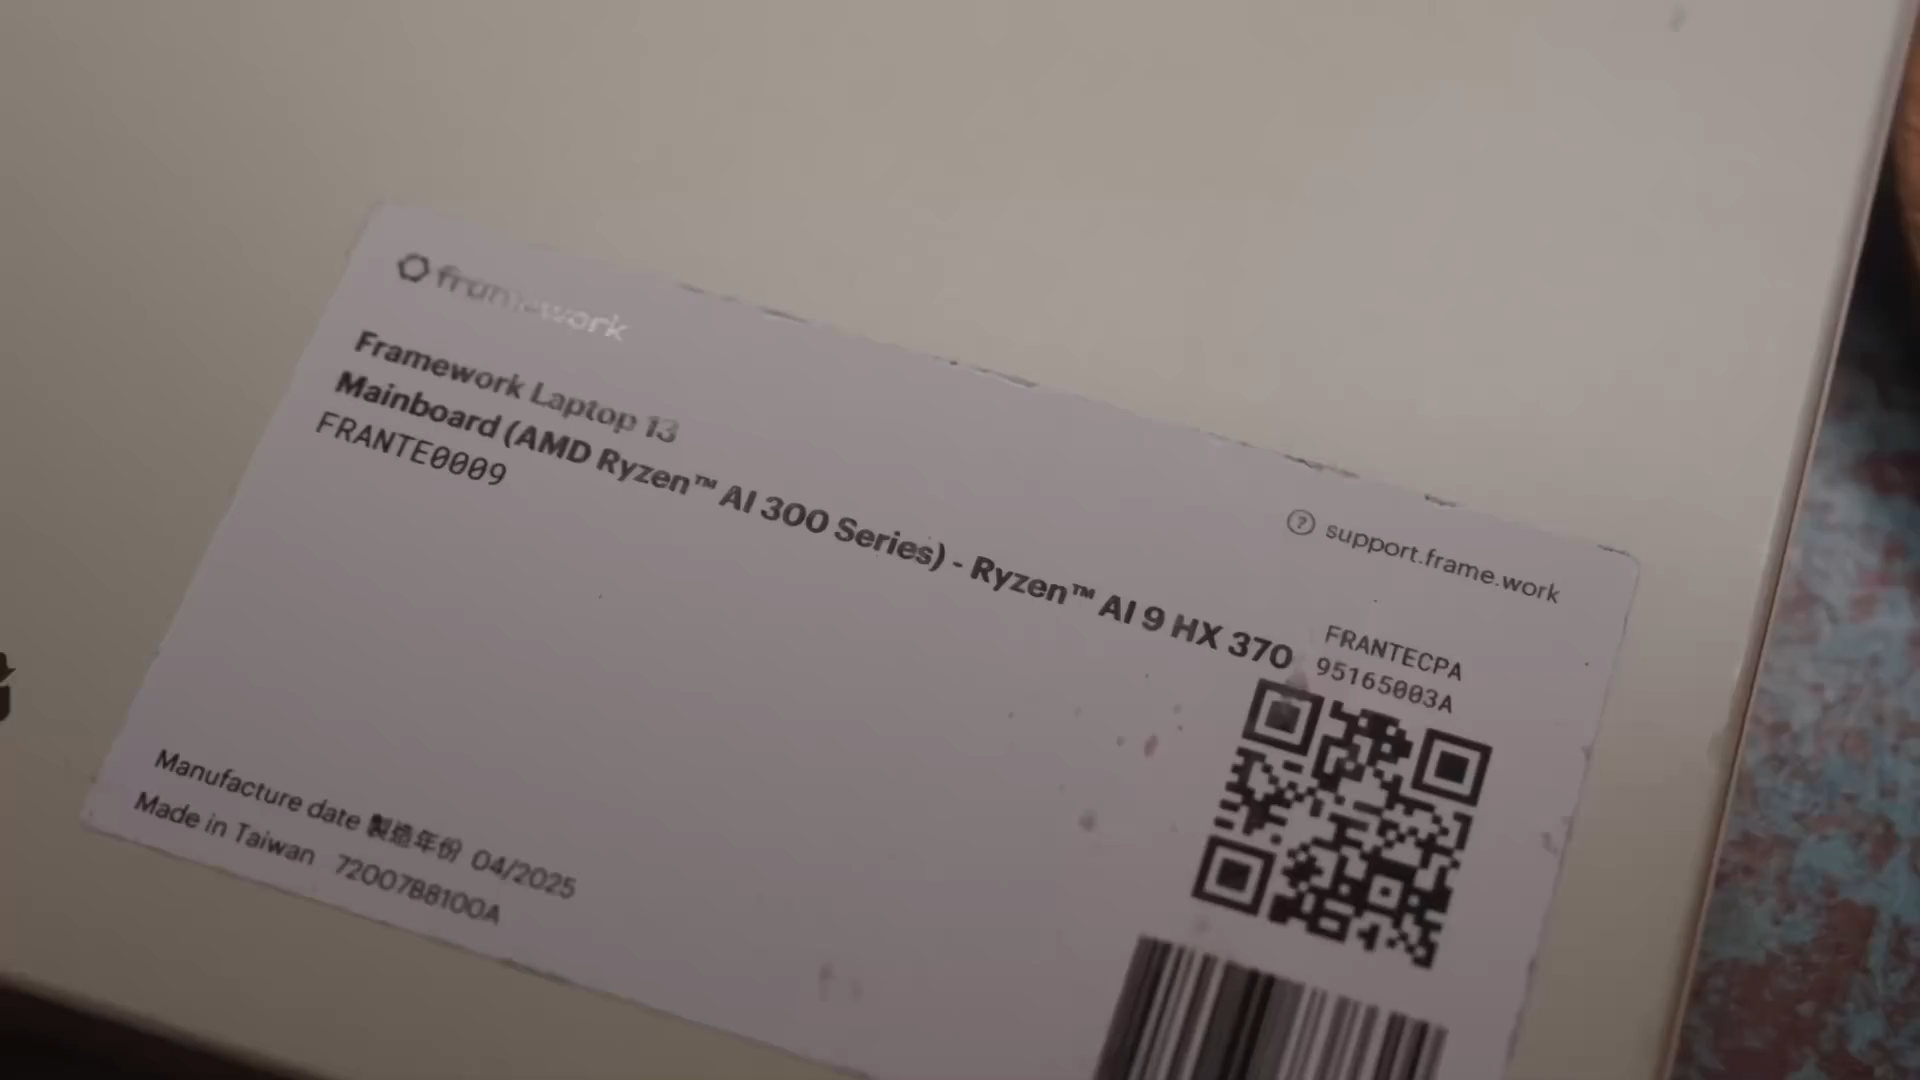 framework
Framework Laptop 13
Mainboard (AMD Ryzen™ AI 300 Series) - Ryzen™ AI 9 HX 370
FRANTE0009
support.frame.work
FRANTECPA
95165003A
Manufacture date 製造年份 04/2025
Made in Taiwan 72007B8100A